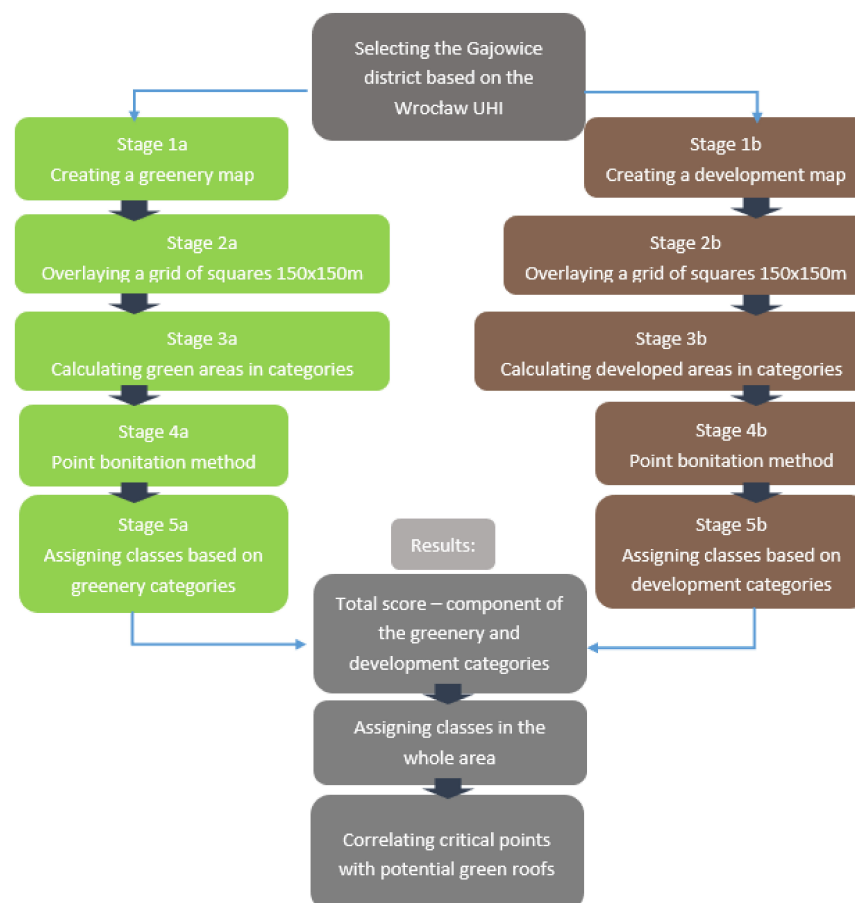 Selecting the Gajowice
district based on the
Wrocław UHI
Stage 1a
Creating a greenery map
Stage 2a
Overlaying a grid of squares 150x150m
Stage 3a
Calculating green areas in categories
Stage 4a
Point bonitation method
Stage 5a
Assigning classes based on
greenery categories
Stage 1b
Creating a development map
Stage 2b
Overlaying a grid of squares 150x150m
Stage 3b
Calculating developed areas in categories
Stage 4b
Point bonitation method
Stage 5b
Assigning classes based on
development categories
Results:
Total score – component of
the greenery and
development categories
Assigning classes in the
whole area
Correlating critical points
with potential green roofs